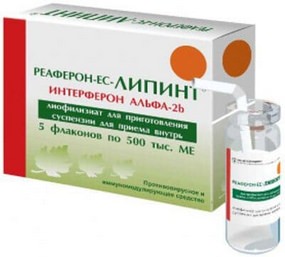 РЕАФЕРОН-ЕС-ЛИПИНТ®
ИНТЕРФЕРОН АЛЬФА-2b
лиофилизат для приготовления
суспензии для приема внутрь
5 флаконов по 500 тыс. МЕ
Противовирусное и
иммуномодулирующее средство
РЕАФЕРОН-ЕС-ЛИПИНТ